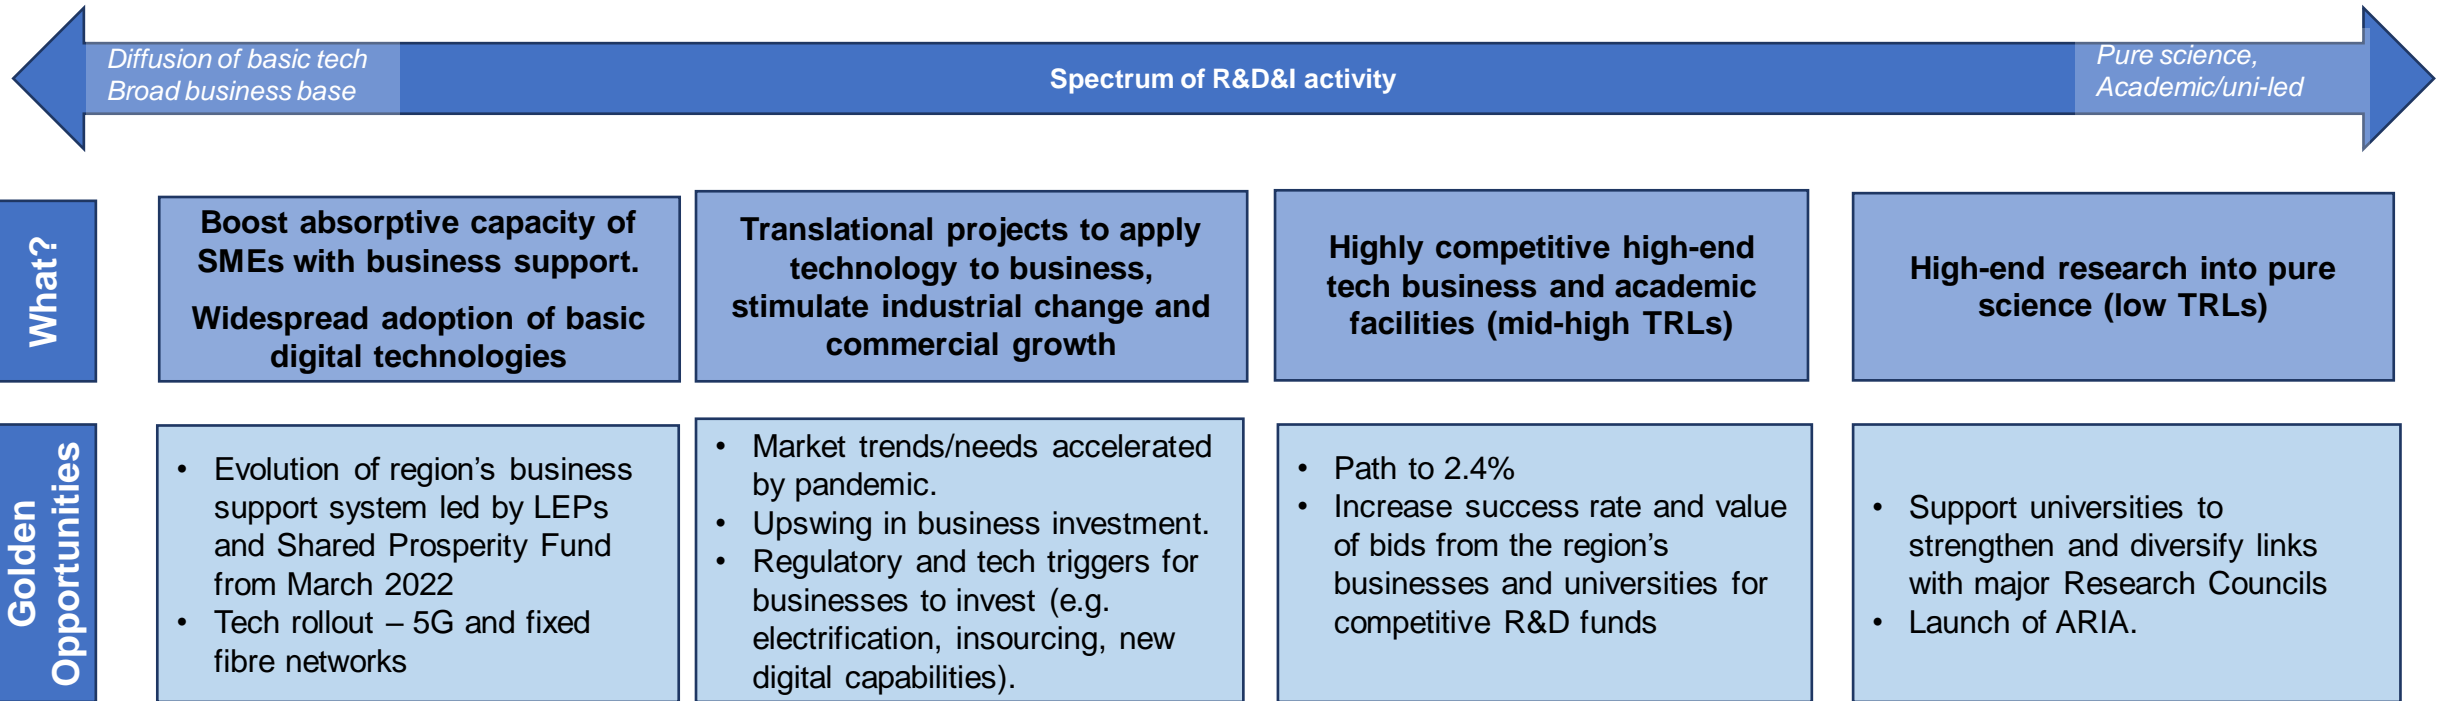 Diffusion of basic tech
Broad business base
Spectrum of R&D&I activity
Pure science,
Academic/uni-led
What?
Boost absorptive capacity of
SMEs with business support.
Widespread adoption of basic
digital technologies
Translational projects to apply
technology to business,
stimulate industrial change and
commercial growth
Highly competitive high-end
tech business and academic
facilities (mid-high TRLs)
High-end research into pure
science (low TRLs)
Golden
Opportunities
• Evolution of region's business
support system led by LEPs
and Shared Prosperity Fund
from March 2022
• Tech rollout – 5G and fixed
fibre networks
• Market trends/needs accelerated
by pandemic.
• Upswing in business investment.
• Regulatory and tech triggers for
businesses to invest (e.g.
electrification, insourcing, new
digital capabilities).
• Path to 2.4%
• Increase success rate and value
of bids from the region's
businesses and universities for
competitive R&D funds
• Support universities to
strengthen and diversify links
with major Research Councils
• Launch of ARIA.